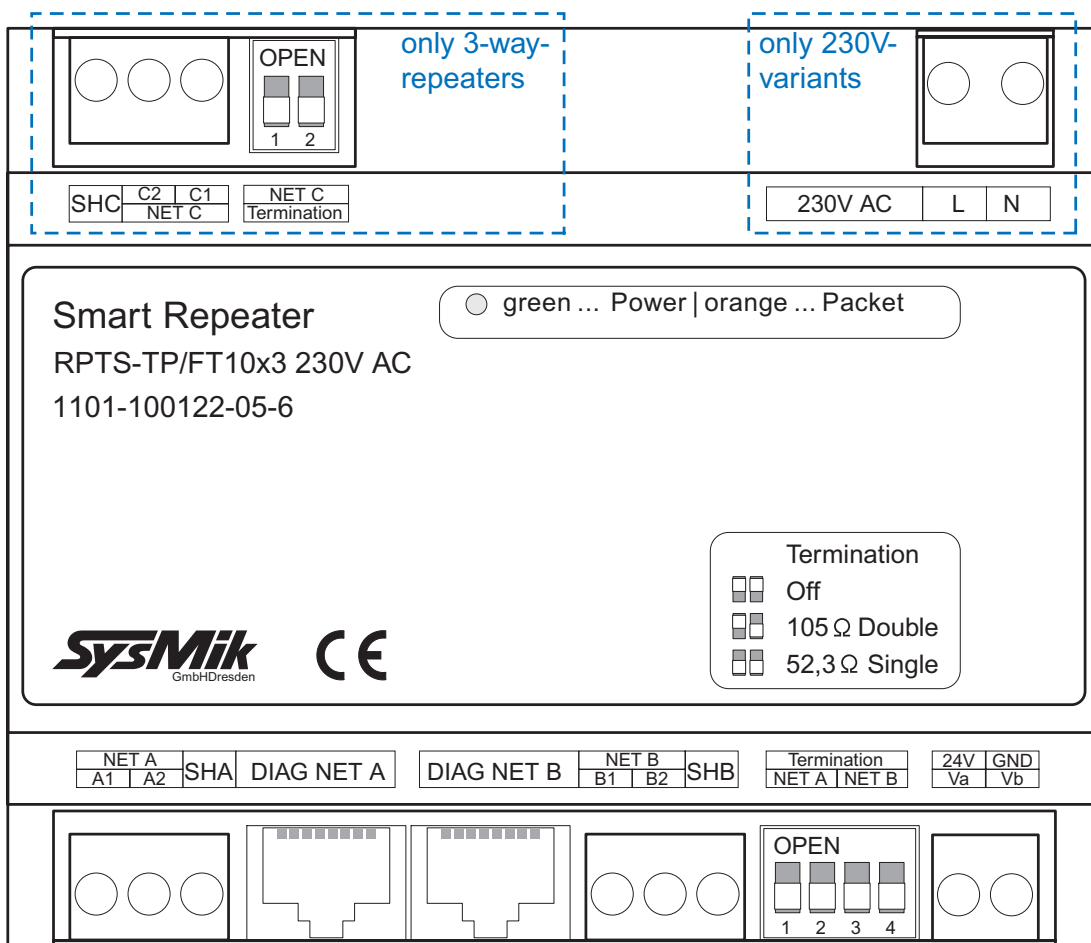 only 3-way-
repeaters
only 230V-
variants
OPEN
1 2
SHC C2 C1 NET C
NET C Termination
230V AC L N
Smart Repeater
RPTS-TP/FT10x3 230V AC
1101-100122-05-6
green ... Power | orange ... Packet
Termination
Off
105 Ω Double
52,3 Ω Single
SysMik
GmbHDresden
CE
NET A
A1 A2 SHA DIAG NET A
DIAG NET B NET B
B1 B2 SHB
Termination
NET A NET B
24V GND
Va Vb
OPEN
1 2 3 4